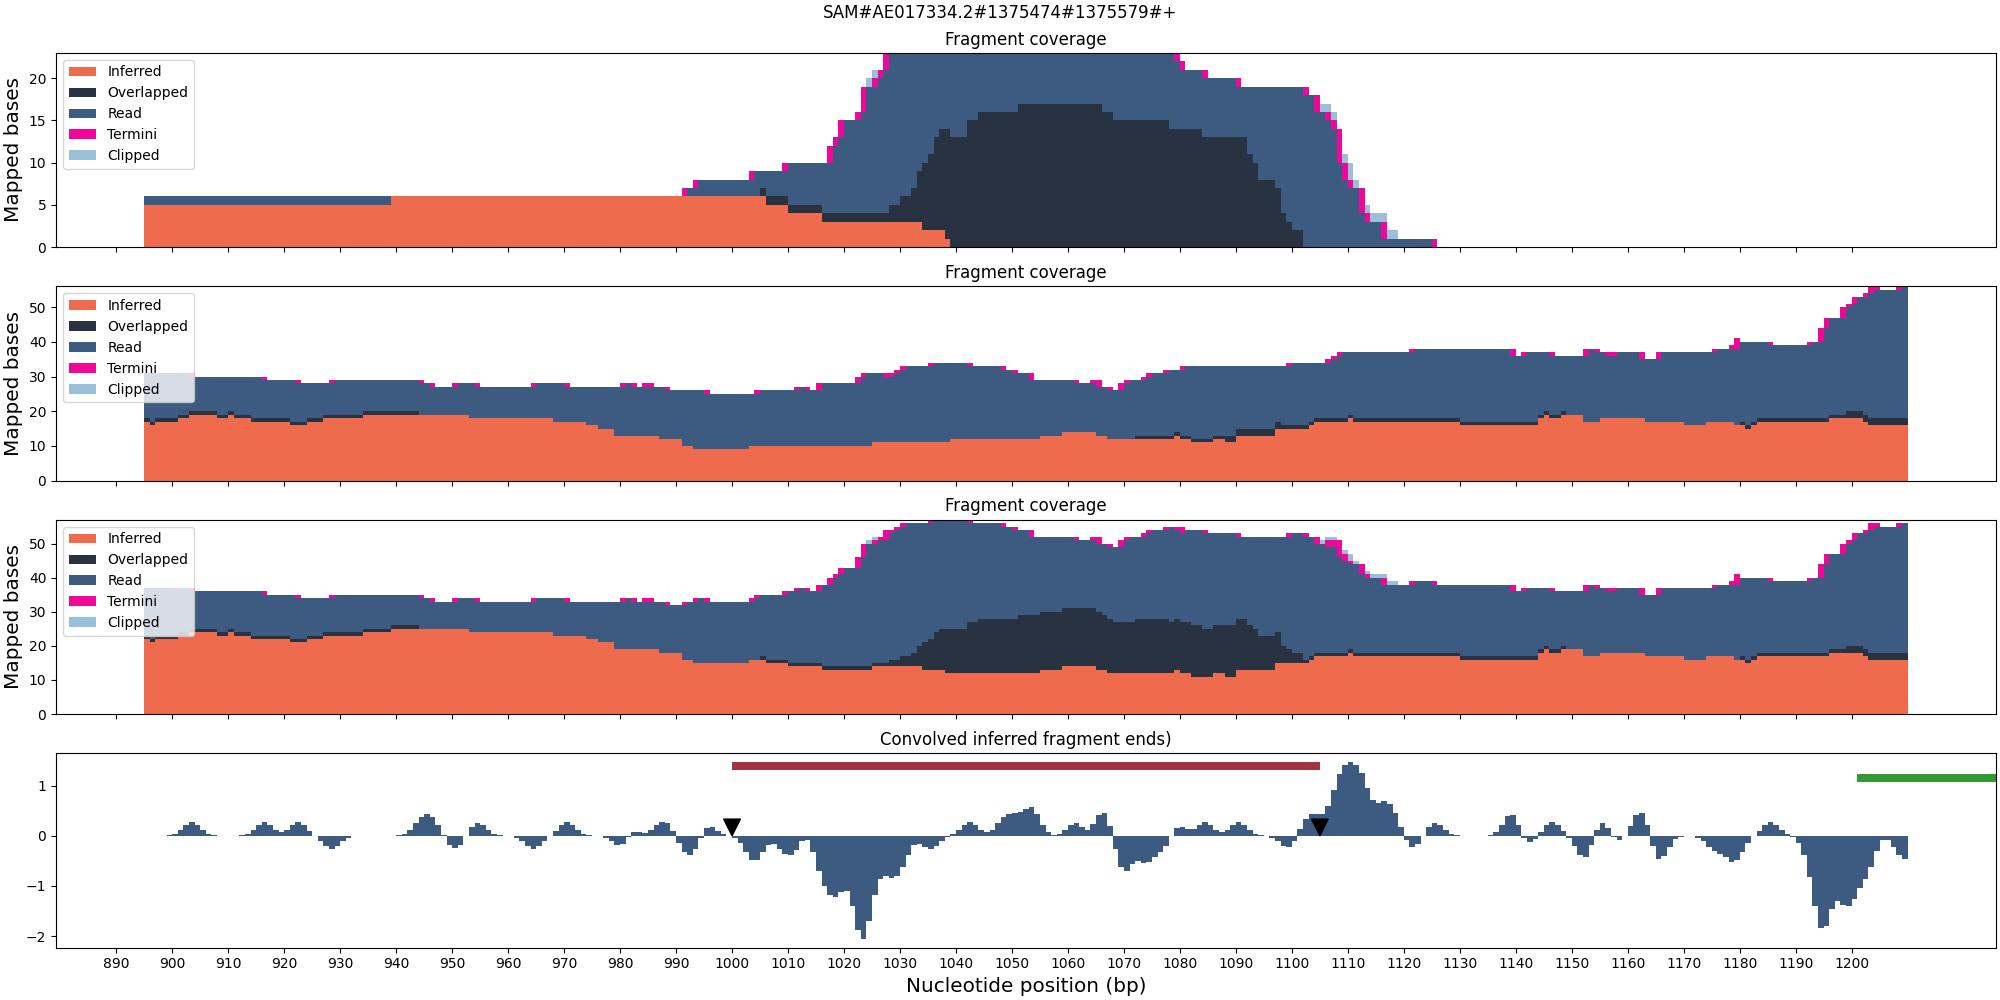 SAM#AE017334.2#1375474#1375579#+
Fragment coverage
Mapped bases
20
15
10
5
0
Inferred
Overlapped
Read
Termini
Clipped
Fragment coverage
Mapped bases
50
40
30
20
10
0
Inferred
Overlapped
Read
Termini
Clipped
Fragment coverage
Mapped bases
50
40
30
20
10
0
Inferred
Overlapped
Read
Termini
Clipped
Convolved inferred fragment ends)
1
0
−1
−2
890 900 910 920 930 940 950 960 970 980 990 1000 1010 1020 1030 1040 1050 1060 1070 1080 1090 1100 1110 1120 1130 1140 1150 1160 1170 1180 1190 1200
Nucleotide position (bp)